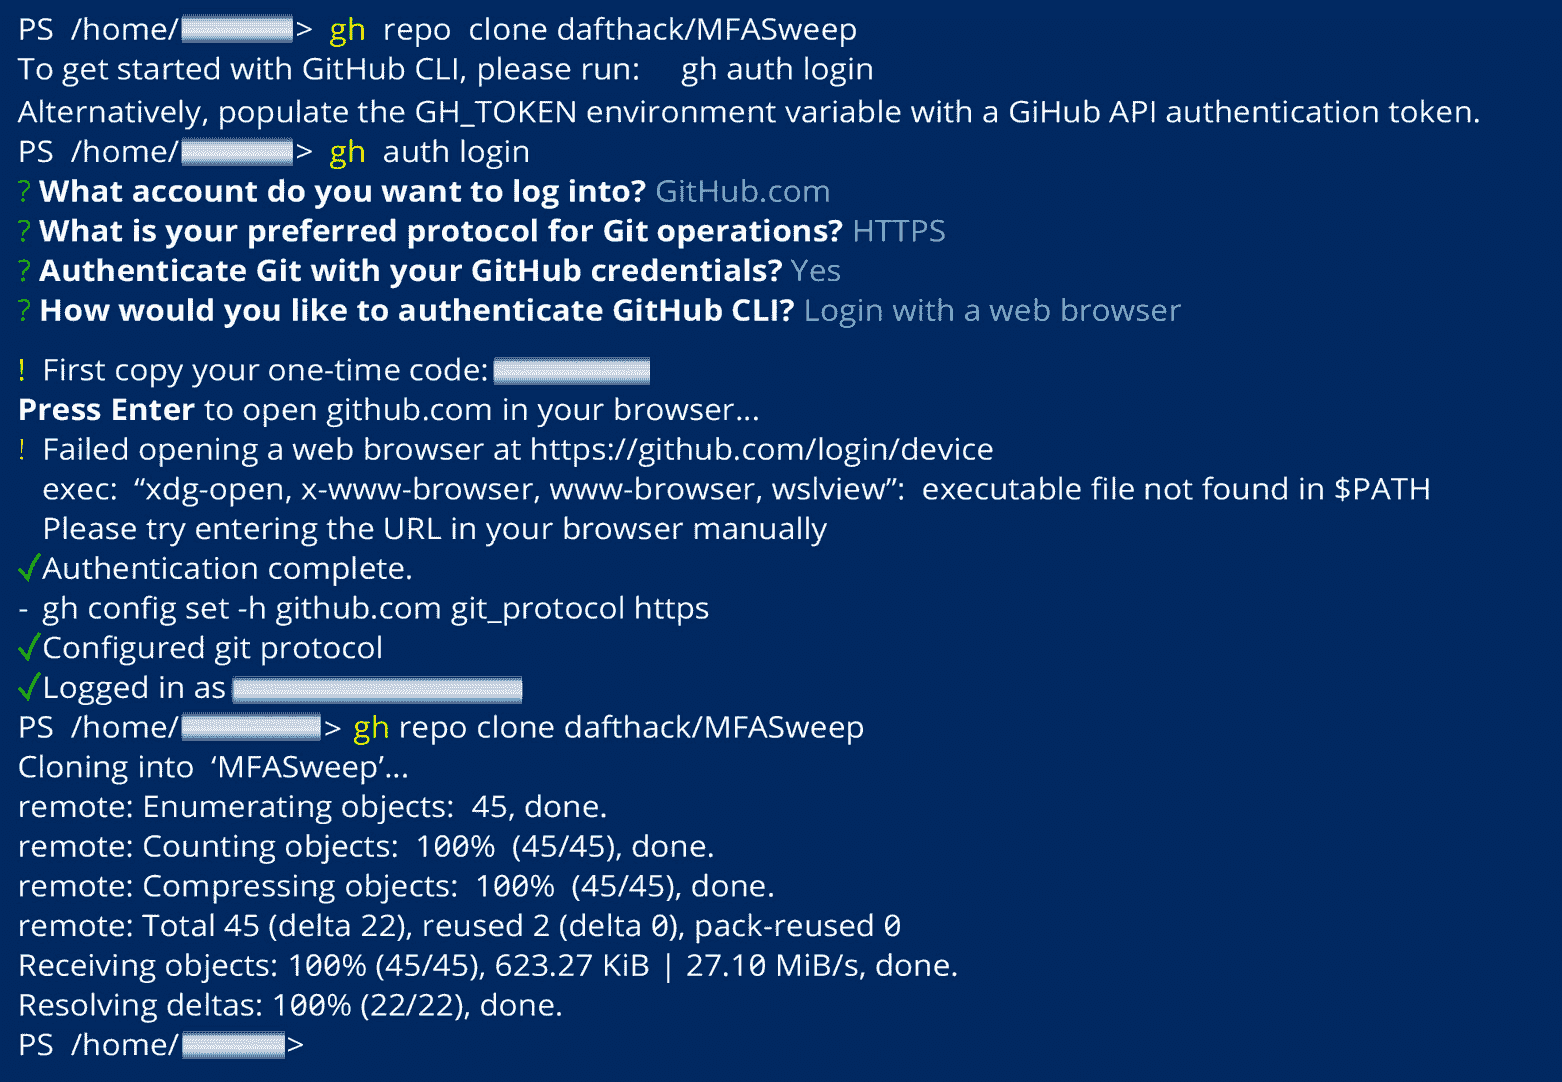 PS /home/> gh repo clone dafthack/MFASweep
To get started with GitHub CLI, please run: gh auth login
Alternatively, populate the GH_TOKEN environment variable with a GiHub API authentication token.
PS /home/> gh auth login
? What account do you want to log into? GitHub.com
? What is your preferred protocol for Git operations? HTTPS
? Authenticate Git with your GitHub credentials? Yes
? How would you like to authenticate GitHub CLI? Login with a web browser
! First copy your one-time code:
Press Enter to open github.com in your browser...
! Failed opening a web browser at https://github.com/login/device
exec: “xdg-open, x-www-browser, www-browser, wslview”: executable file not found in $PATH
Please try entering the URL in your browser manually
✓Authentication complete.
- gh config set -h github.com git_protocol https
✓Configured git protocol
✓Logged in as
PS /home/> gh repo clone dafthack/MFASweep
Cloning into ‘MFASweep’...
remote: Enumerating objects: 45, done.
remote: Counting objects: 100% (45/45), done.
remote: Compressing objects: 100% (45/45), done.
remote: Total 45 (delta 22), reused 2 (delta 0), pack-reused 0
Receiving objects: 100% (45/45), 623.27 KiB | 27.10 MiB/s, done.
Resolving deltas: 100% (22/22), done.
PS /home/>